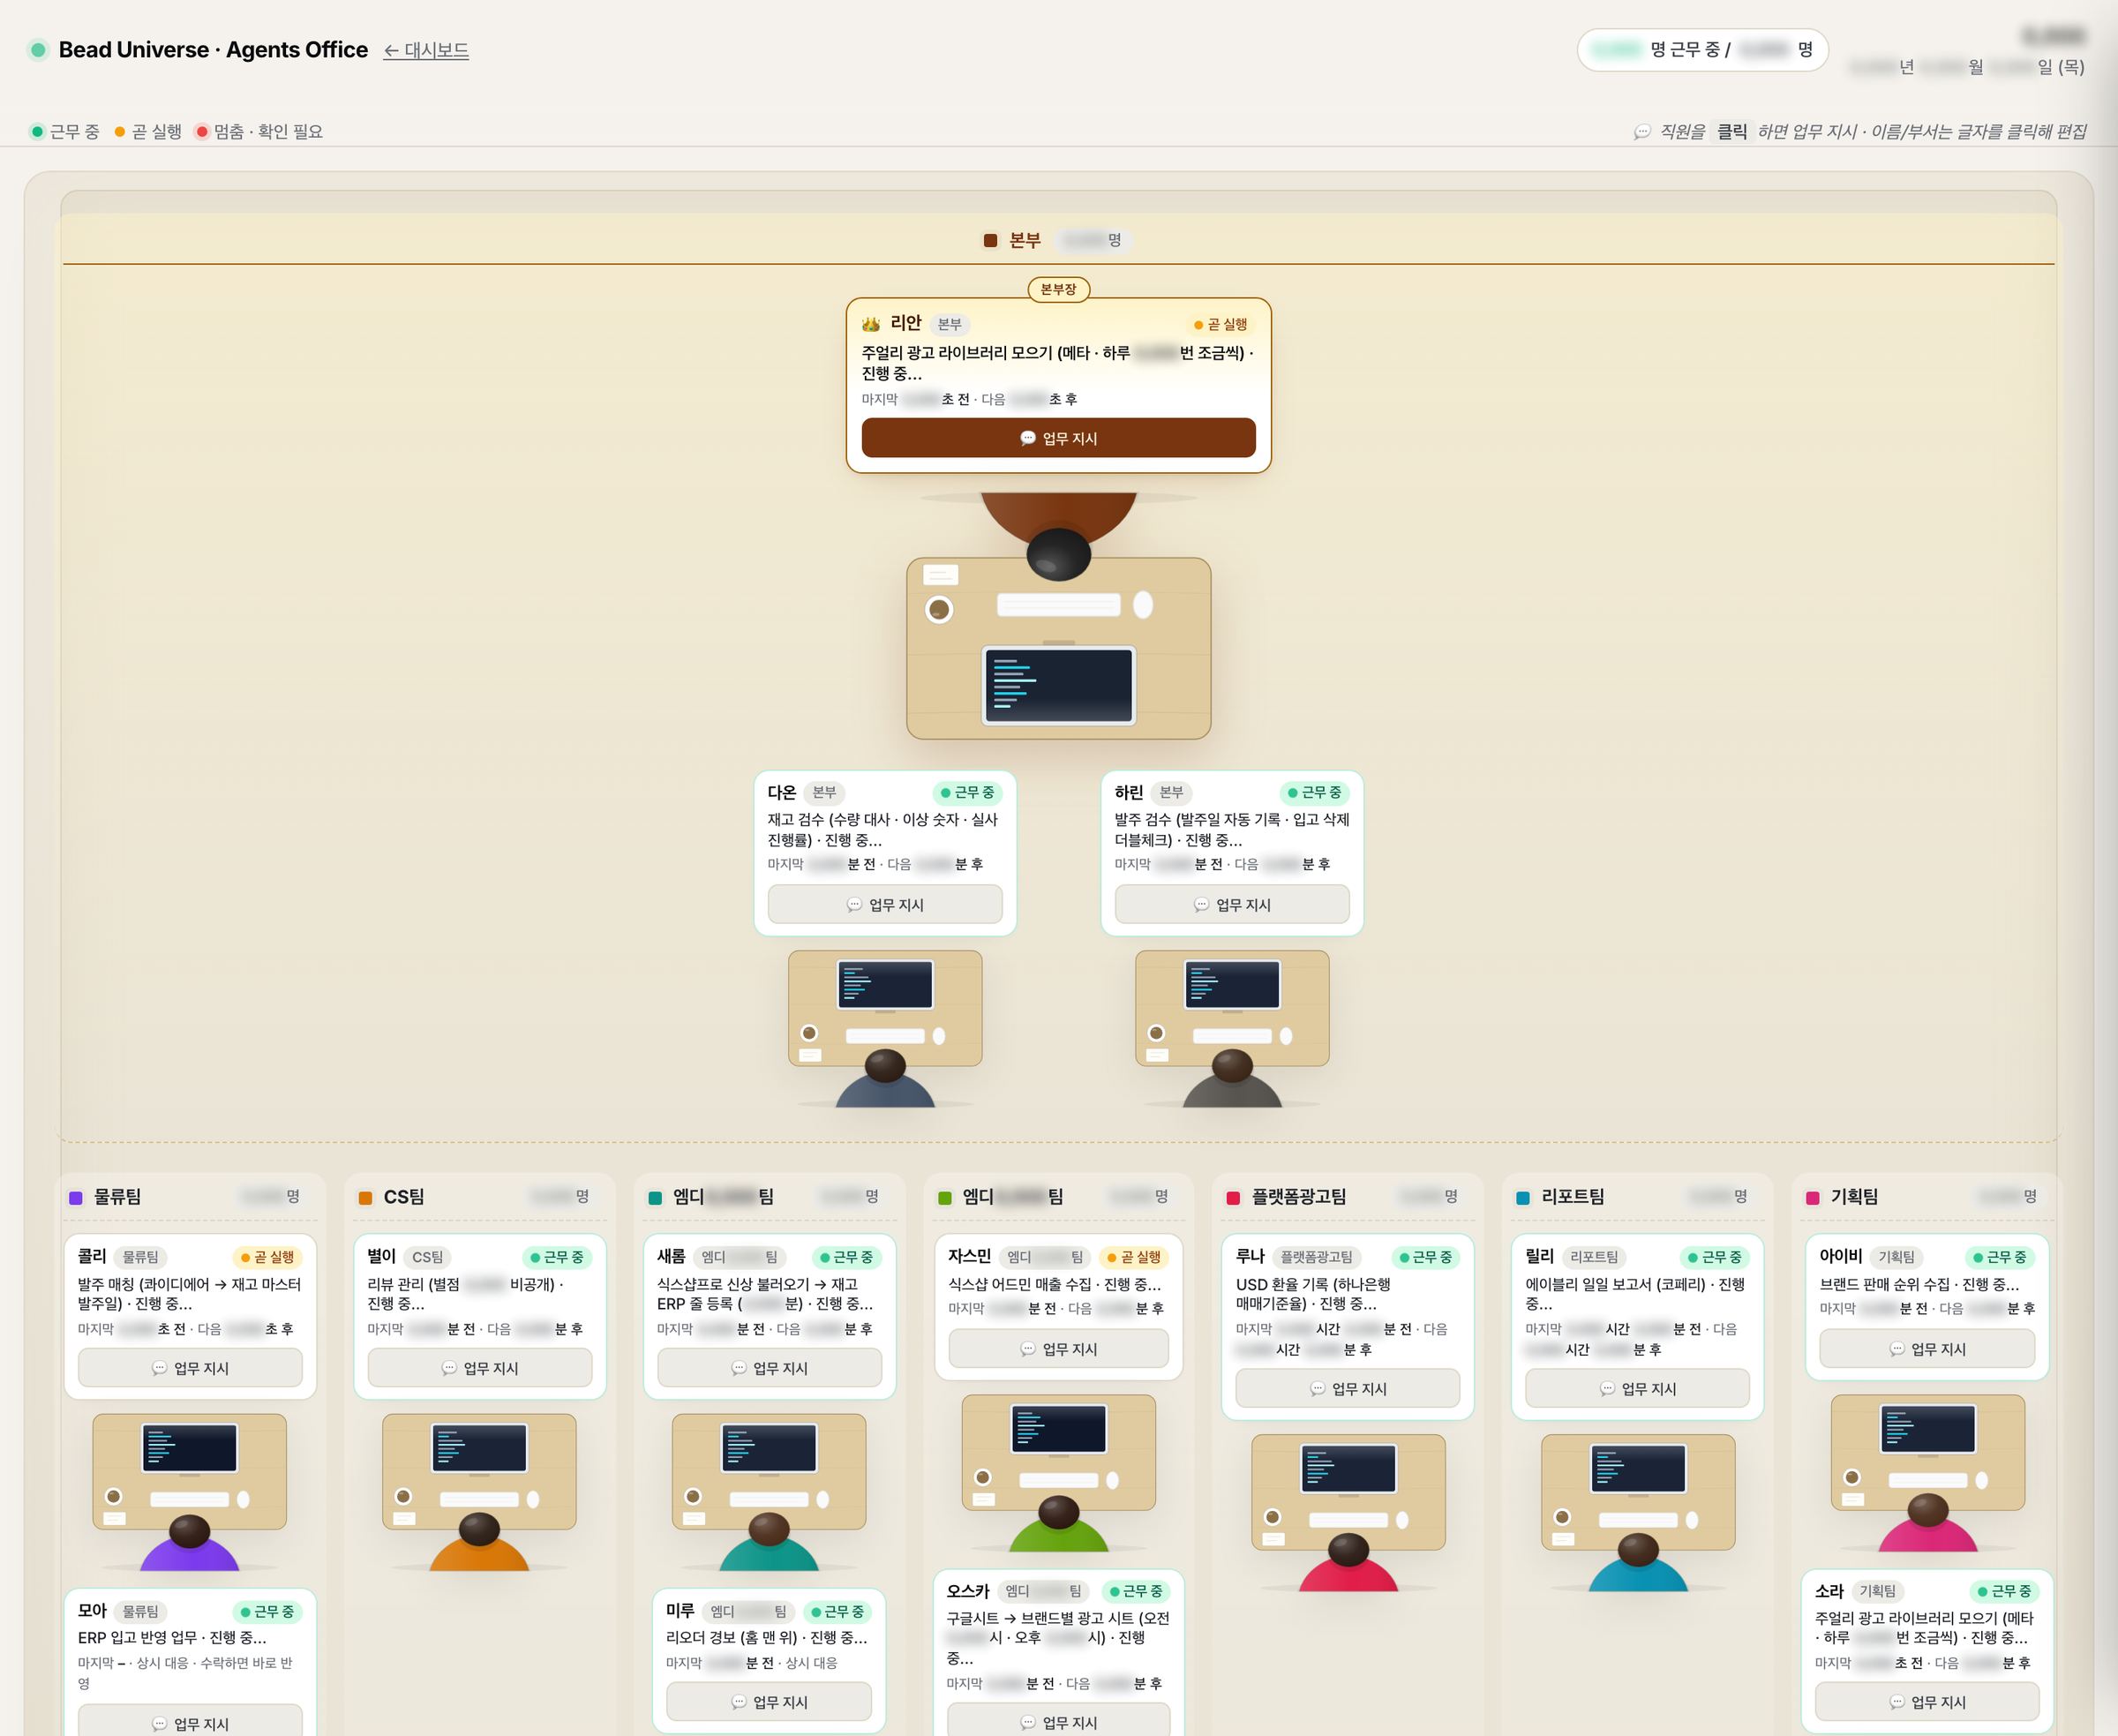 Bead Universe · Agents Office ← 대시보드
명 근무 중 / 명
년 월 일 (목)
근무 중 곧 실행 멈춤 · 확인 필요
직원을 클릭 하면 업무 지시 · 이름/부서는 글자를 클릭해 편집
본부 명
본부장
리안 본부 곧 실행
주얼리 광고 라이브러리 모으기 (메타 · 하루 번 조금씩) ·
진행 중…
마지막 초 전 · 다음 초 후
업무 지시
다온 본부 근무 중
재고 검수 (수량 대사 · 이상 숫자 · 실사
진행률) · 진행 중…
마지막 분 전 · 다음 분 후
업무 지시
하린 본부 근무 중
발주 검수 (발주일 자동 기록 · 입고 삭제
더블체크) · 진행 중…
마지막 분 전 · 다음 분 후
업무 지시
물류팀 명
콜리 물류팀 곧 실행
발주 매칭 (콰이디에어 → 재고 마스터
발주일) · 진행 중…
마지막 초 전 · 다음 초 후
업무 지시
모아 물류팀 근무 중
ERP 입고 반영 업무 · 진행 중…
마지막 – · 상시 대응 · 수락하면 바로 반
영
업무 지시
CS팀 명
별이 CS팀 근무 중
리뷰 관리 (별점 비공개) ·
진행 중…
마지막 분 전 · 다음 분 후
업무 지시
엠디 팀 명
새롬 엠디 팀 근무 중
식스샵프로 신상 불러오기 → 재고
ERP 줄 등록 ( 분) · 진행 중…
마지막 분 전 · 다음 분 후
업무 지시
미루 엠디 팀 근무 중
리오더 경보 (홈 맨 위) · 진행 중…
마지막 분 전 · 상시 대응
업무 지시
엠디 팀 명
자스민 엠디 팀 곧 실행
식스샵 어드민 매출 수집 · 진행 중…
마지막 분 전 · 다음 분 후
업무 지시
오스카 엠디 팀 근무 중
구글시트 → 브랜드별 광고 시트 (오전
시 · 오후 시) · 진행
중…
마지막 분 전 · 다음 분 후
업무 지시
플랫폼광고팀 명
루나 플랫폼광고팀 근무 중
USD 환율 기록 (하나은행
매매기준율) · 진행 중…
마지막 시간 분 전 · 다음
시간 분 후
업무 지시
리포트팀 명
릴리 리포트팀 근무 중
에이블리 일일 보고서 (코페리) · 진행
중…
마지막 시간 분 전 · 다음
시간 분 후
업무 지시
기획팀 명
아이비 기획팀 근무 중
브랜드 판매 순위 수집 · 진행 중…
마지막 분 전 · 다음 분 후
업무 지시
소라 기획팀 근무 중
주얼리 광고 라이브러리 모으기 (메타
· 하루 번 조금씩) · 진행 중…
마지막 초 전 · 다음 분 후
업무 지시